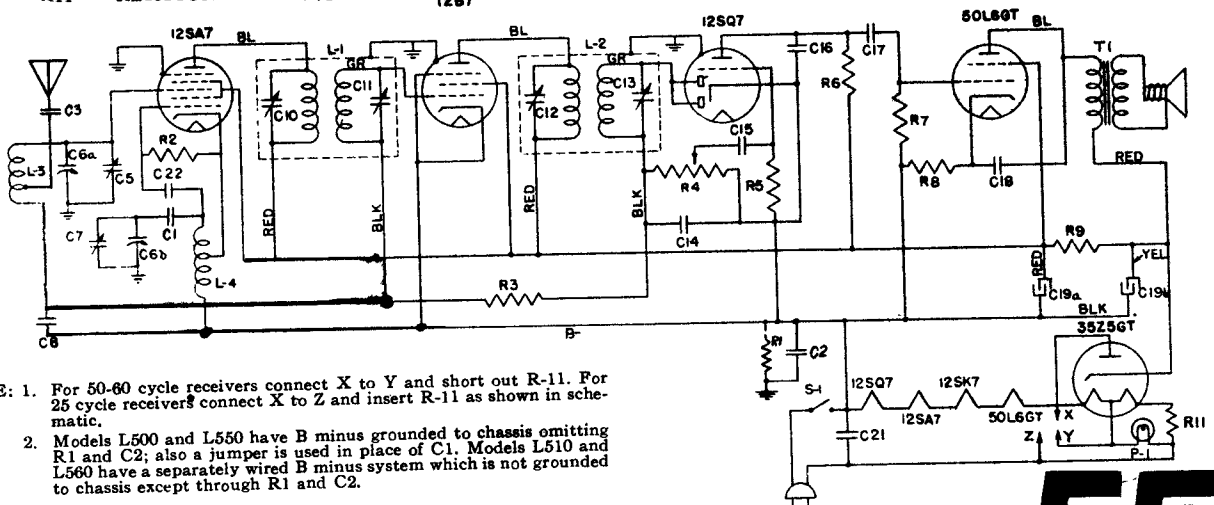 12SA7
BL
L-1
GR
BL
L-2
GR
12SQ7
C16
C17
50L6GT
BL
T1
C3
C10
C11
C12
C13
R6
C6a
C5
R2
L-3
C22
C15
R7
R8
C18
RED
R4
R5
C7
C6b
C1
L-4
RED
BLK
RED
BLK
C14
R9
RED
YEL
R3
C19a
C19b
BLK
C8
B-
R1
C2
35Z5GT
S-1
12SQ7
12SA7
12SK7
50L6GT
X
Z
Y
P-1
R11
C21
E: 1. For 50-60 cycle receivers connect X to Y and short out R-11. For
25 cycle receivers connect X to Z and insert R-11 as shown in sche-
matic.
2. Models L500 and L550 have B minus grounded to chassis omitting
R1 and C2; also a jumper is used in place of C1. Models L510 and
L560 have a separately wired B minus system which is not grounded
to chassis except through R1 and C2.